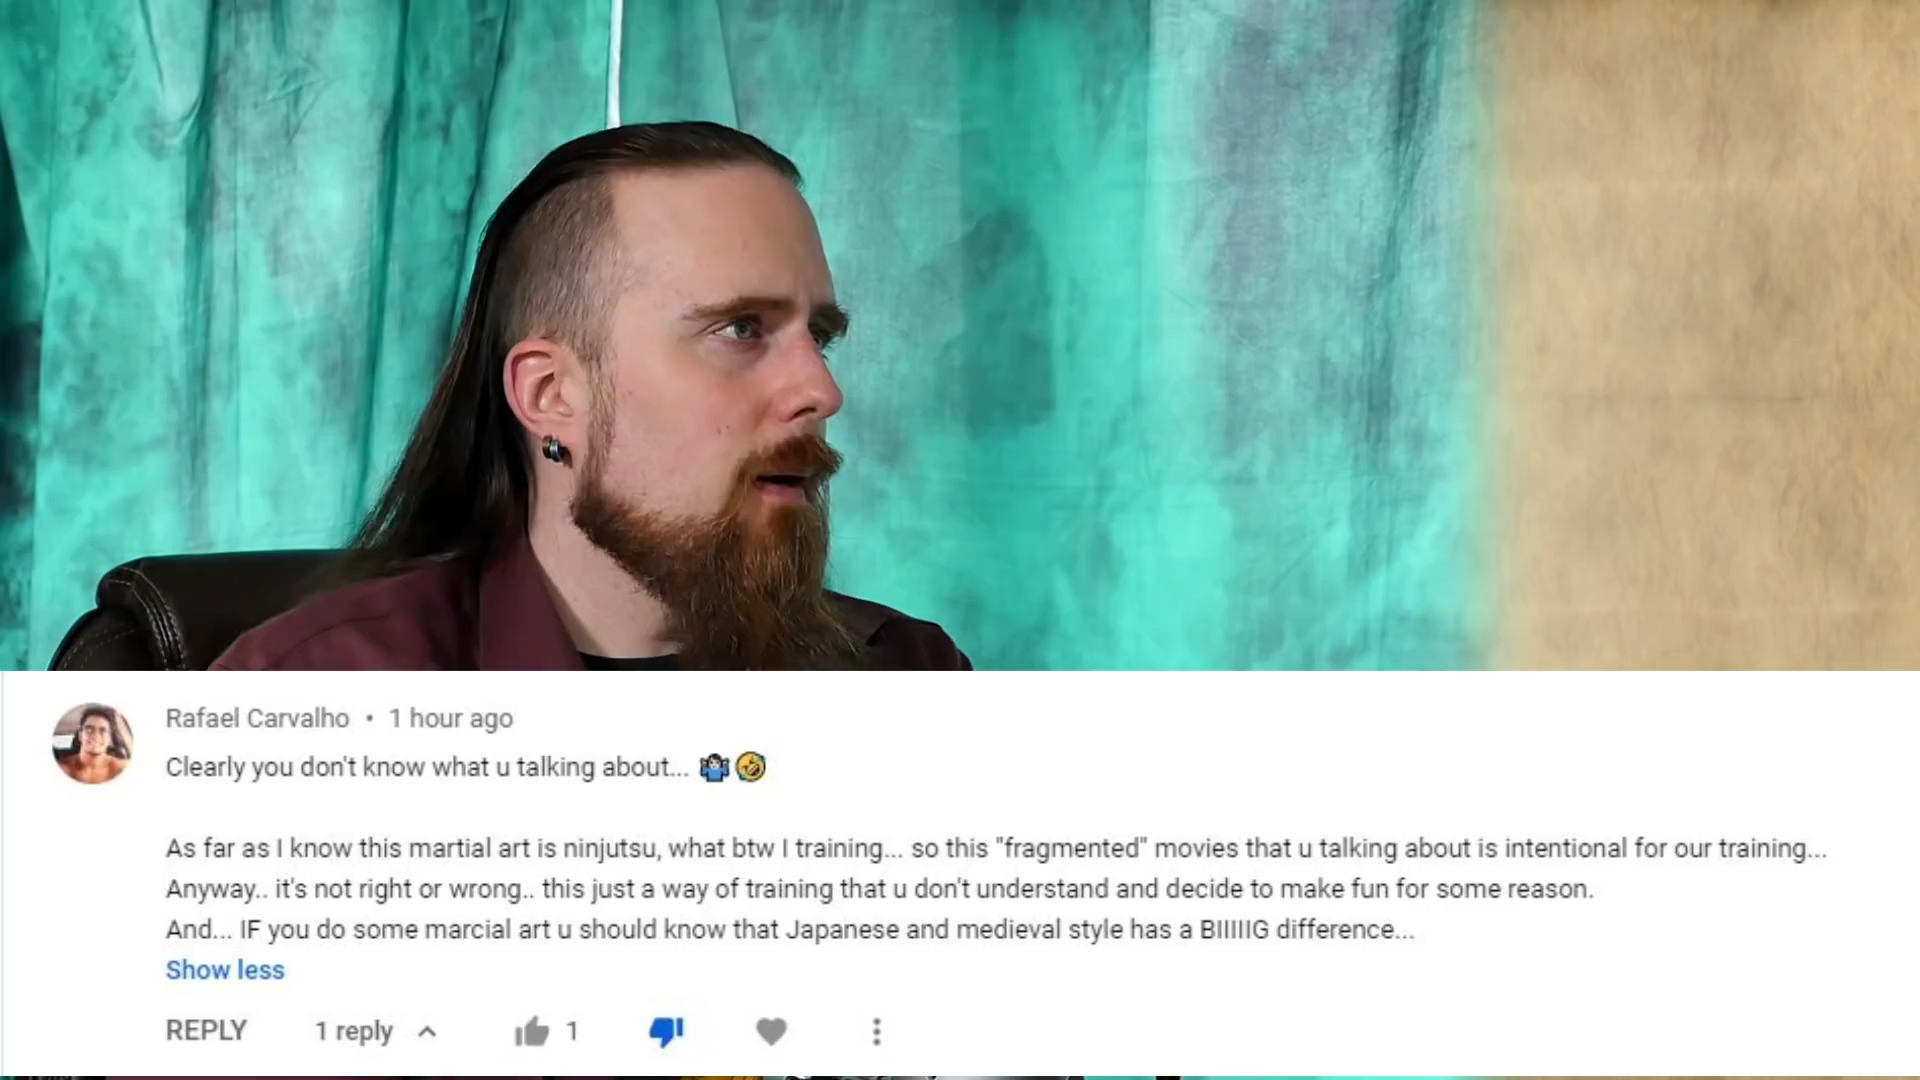 Rafael Carvalho • 1 hour ago
Clearly you don't know what u talking about... 🤷🤣
As far as I know this martial art is ninjutsu, what btw I training... so this "fragmented" movies that u talking about is intentional for our training...
Anyway.. it's not right or wrong.. this just a way of training that u don't understand and decide to make fun for some reason.
And... IF you do some marcial art u should know that Japanese and medieval style has a BIIIIIG difference...
Show less
REPLY 1 reply 1